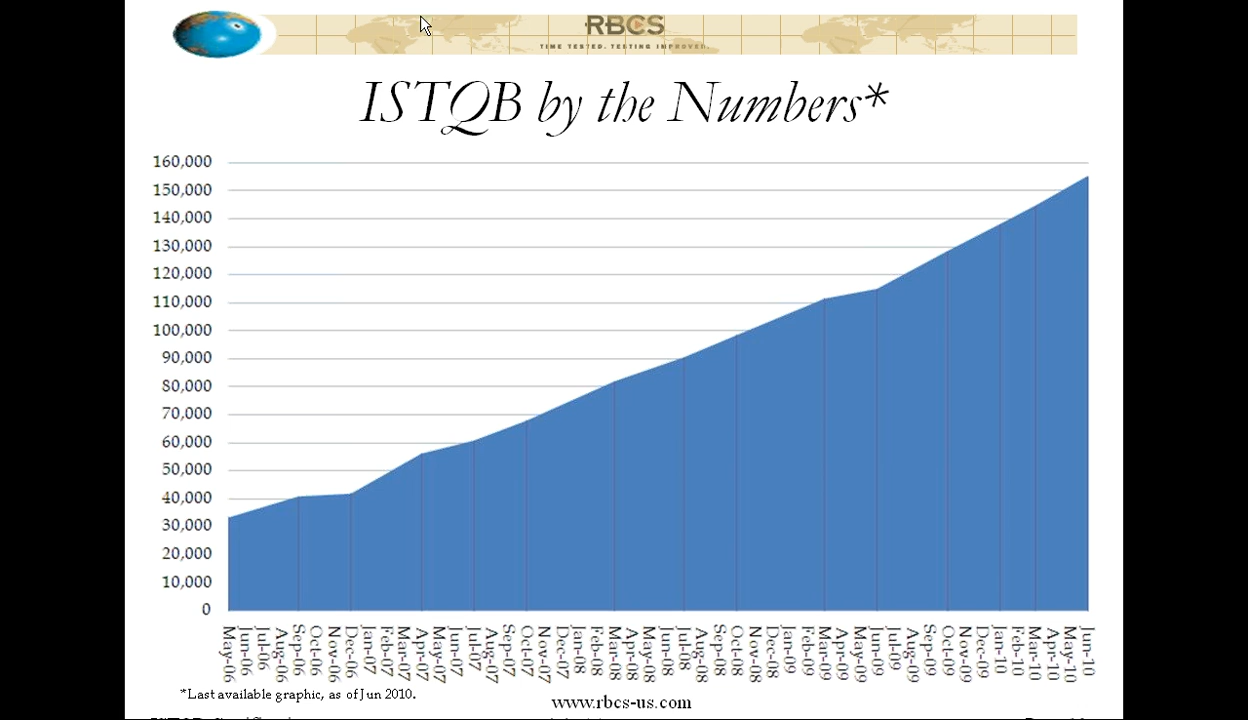 RBCS
TIME TESTED. TESTING IMPROVED.
ISTQB by the Numbers*
160,000
150,000
140,000
130,000
120,000
110,000
100,000
90,000
80,000
70,000
60,000
50,000
40,000
30,000
20,000
10,000
0
May-06
Jun-06
Jul-06
Aug-06
Sep-06
Oct-06
Nov-06
Dec-06
Jan-07
Feb-07
Mar-07
Apr-07
May-07
Jun-07
Jul-07
Aug-07
Sep-07
Oct-07
Nov-07
Dec-07
Jan-08
Feb-08
Mar-08
Apr-08
May-08
Jun-08
Jul-08
Aug-08
Sep-08
Oct-08
Nov-08
Dec-08
Jan-09
Feb-09
Mar-09
Apr-09
May-09
Jun-09
Jul-09
Aug-09
Sep-09
Oct-09
Nov-09
Dec-09
Jan-10
Feb-10
Mar-10
Apr-10
May-10
Jun-10
*Last available graphic, as of Jun 2010.
www.rbcs-us.com